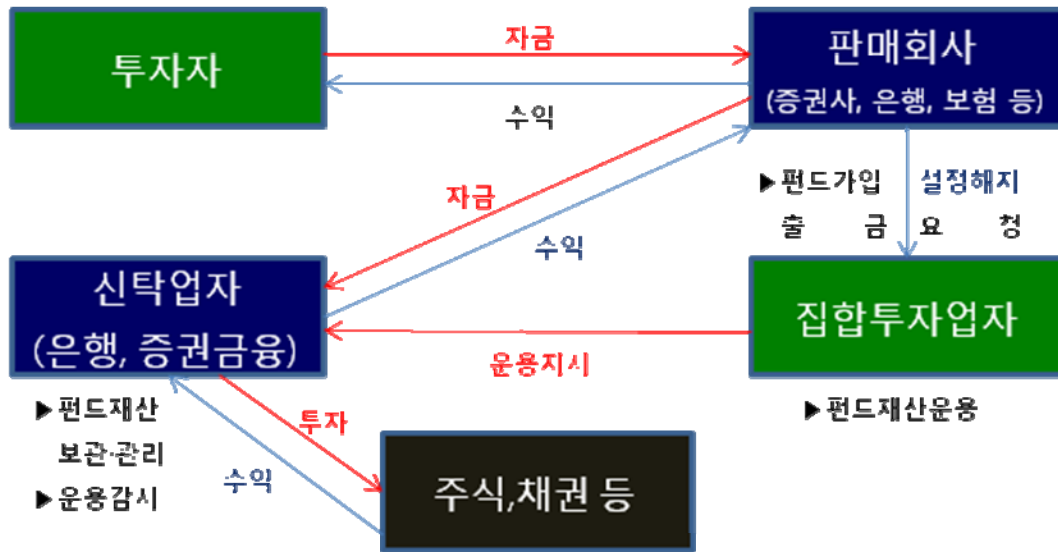 투자자
자금
수익
판매회사
(증권사, 은행, 보험 등)
자금
수익
▶펀드가입 설정해지
출 금 요 청
신탁업자
(은행, 증권금융)
운용지시
집합투자업자
▶펀드재산
보관·관리
▶운용감시
투자
수익
▶펀드재산운용
주식,채권 등